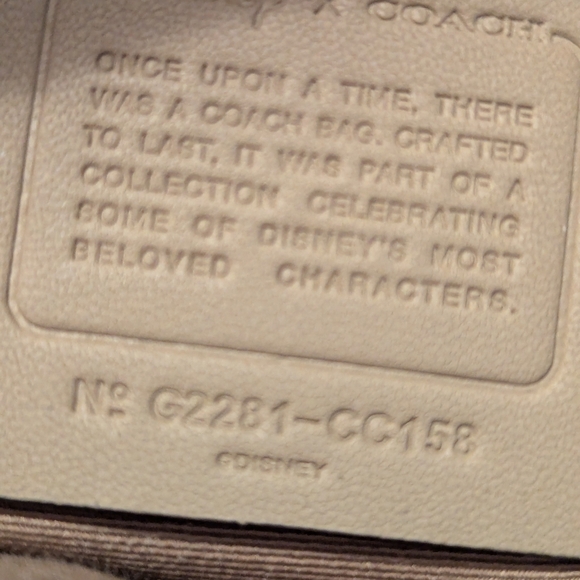 X COACH
ONCE UPON A TIME, THERE
WAS A COACH BAG. CRAFTED
TO LAST, IT WAS PART OF A
COLLECTION CELEBRATING
SOME OF DISNEY'S MOST
BELOVED CHARACTERS.
Nº G2281-CC158
©DISNEY